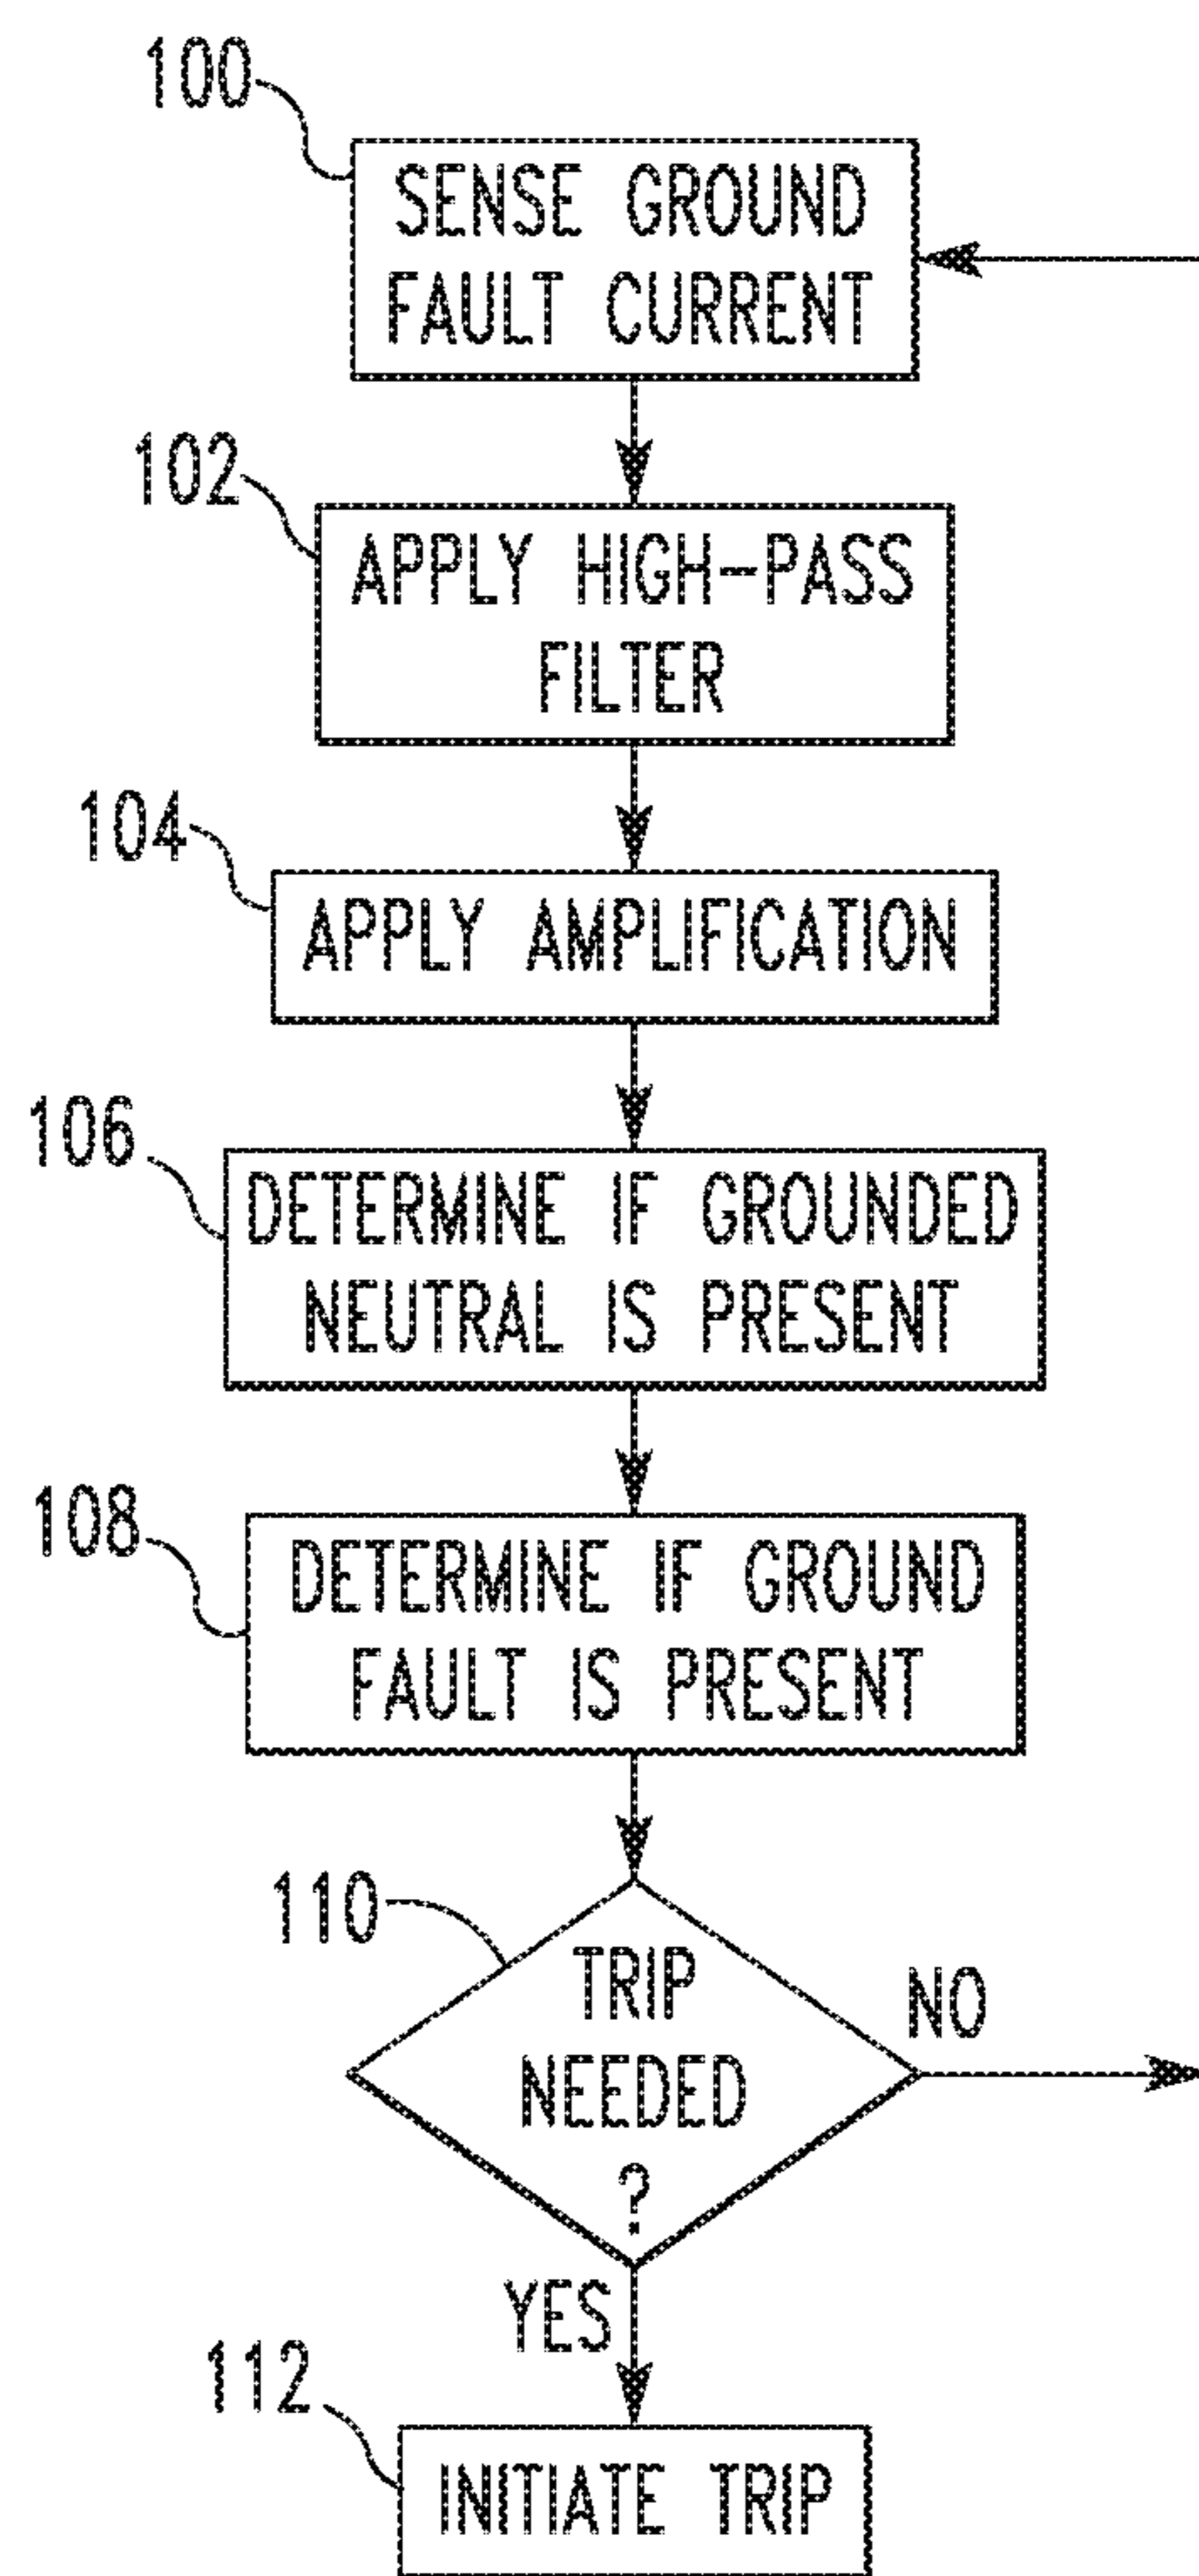 100
SENSE GROUND
FAULT CURRENT
102
APPLY HIGH-PASS
FILTER
104
APPLY AMPLIFICATION
106
DETERMINE IF GROUNDED
NEUTRAL IS PRESENT
108
DETERMINE IF GROUND
FAULT IS PRESENT
110
TRIP
NEEDED
?
NO
YES
112
INITIATE TRIP